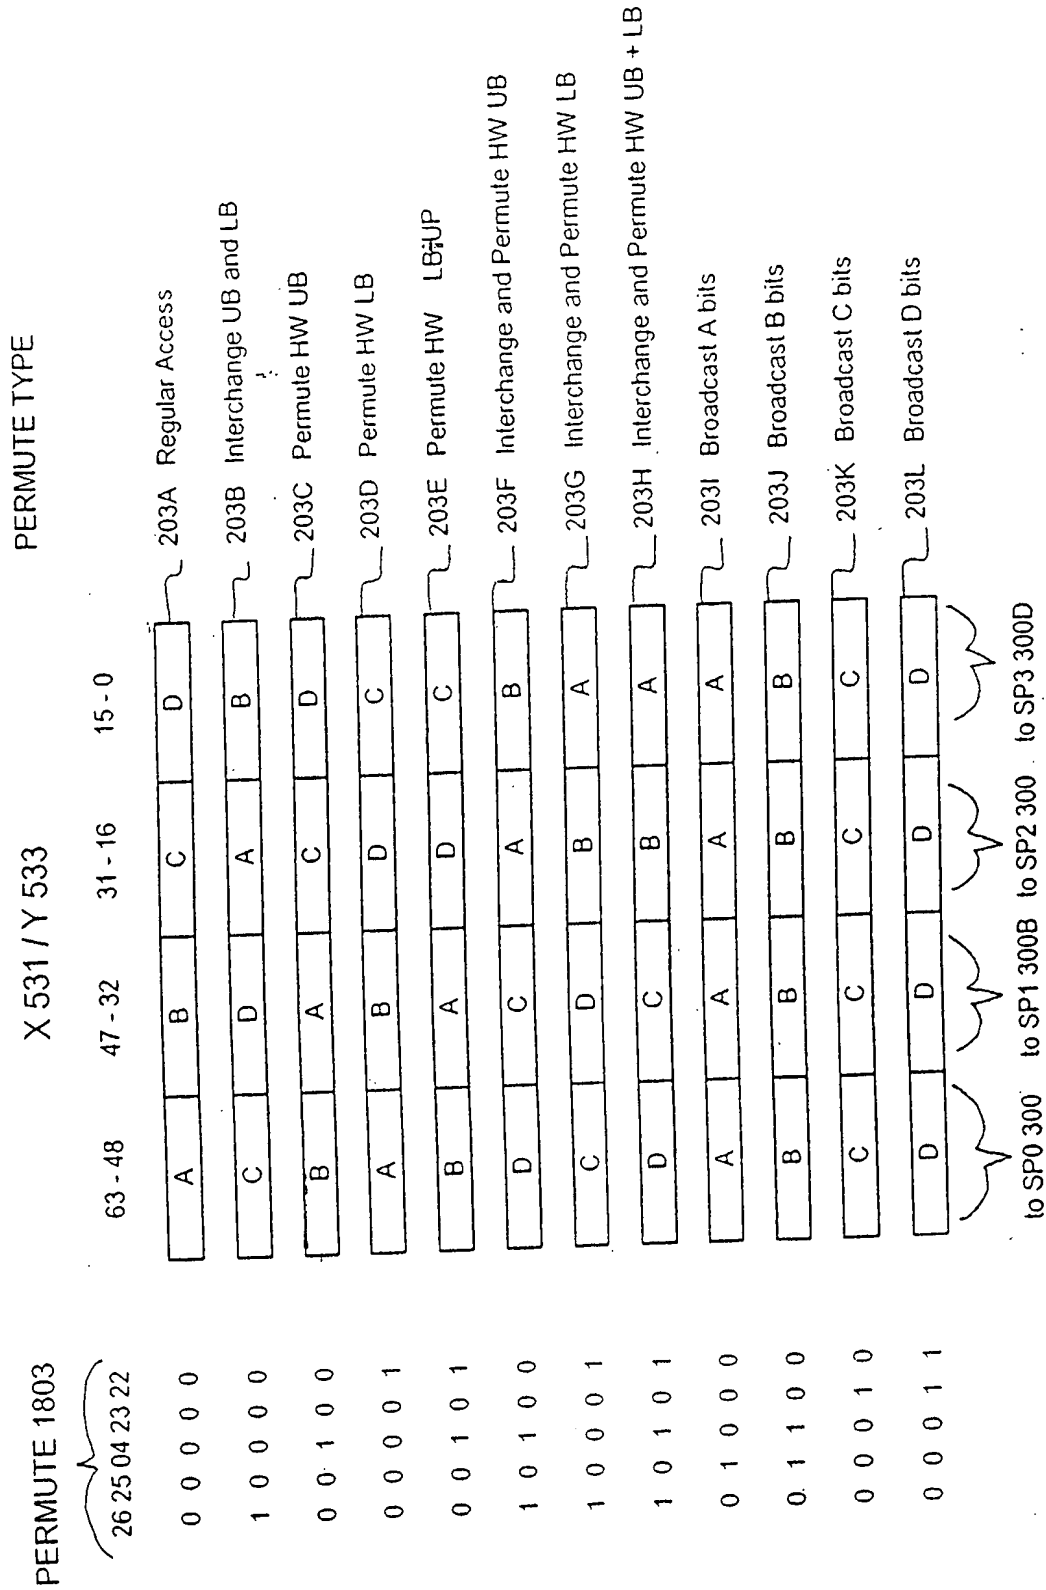 PERMUTE 1803 X 531 / Y 533 PERMUTE TYPE
26 25 04 23 22 63 - 48 47 - 32 31 - 16 15 - 0
0 0 0 0 0 A B C D 203A Regular Access
1 0 0 0 0 C D A B 203B Interchange UB and LB
0 0 1 0 0 B A C D 203C Permute HW UB
0 0 0 0 1 A B D C 203D Permute HW LB
0 0 1 0 1 B A D C 203E Permute HW LB+UP
1 0 1 0 0 D C A B 203F Interchange and Permute HW UB
1 0 0 0 1 C D B A 203G Interchange and Permute HW LB
1 0 1 0 1 D C B A 203H Interchange and Permute HW UB + LB
0 1 0 0 0 A A A A 203I Broadcast A bits
0 1 1 0 0 B B B B 203J Broadcast B bits
0 0 0 1 0 C C C C 203K Broadcast C bits
0 0 0 1 1 D D D D 203L Broadcast D bits
to SP0 300 to SP1 300B to SP2 300 to SP3 300D